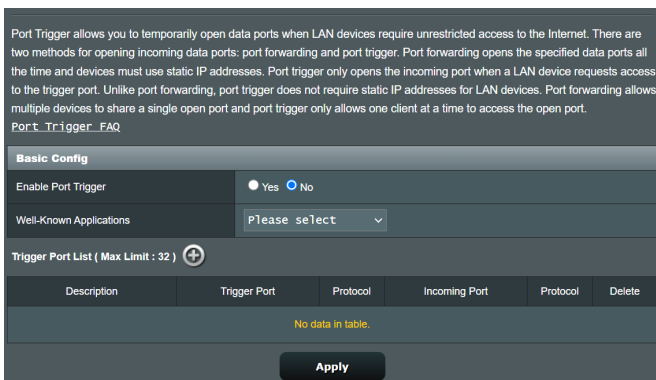 Port Trigger allows you to temporarily open data ports when LAN devices require unrestricted access to the Internet. There are
two methods for opening incoming data ports: port forwarding and port trigger. Port forwarding opens the specified data ports all
the time and devices must use static IP addresses. Port trigger only opens the incoming port when a LAN device requests access
to the trigger port. Unlike port forwarding, port trigger does not require static IP addresses for LAN devices. Port forwarding allows
multiple devices to share a single open port and port trigger only allows one client at a time to access the open port.
Port Trigger FAQ
Basic Config
Enable Port Trigger Yes No
Well-Known Applications Please select
Trigger Port List ( Max Limit : 32 )
Description Trigger Port Protocol Incoming Port Protocol Delete
No data in table.
Apply